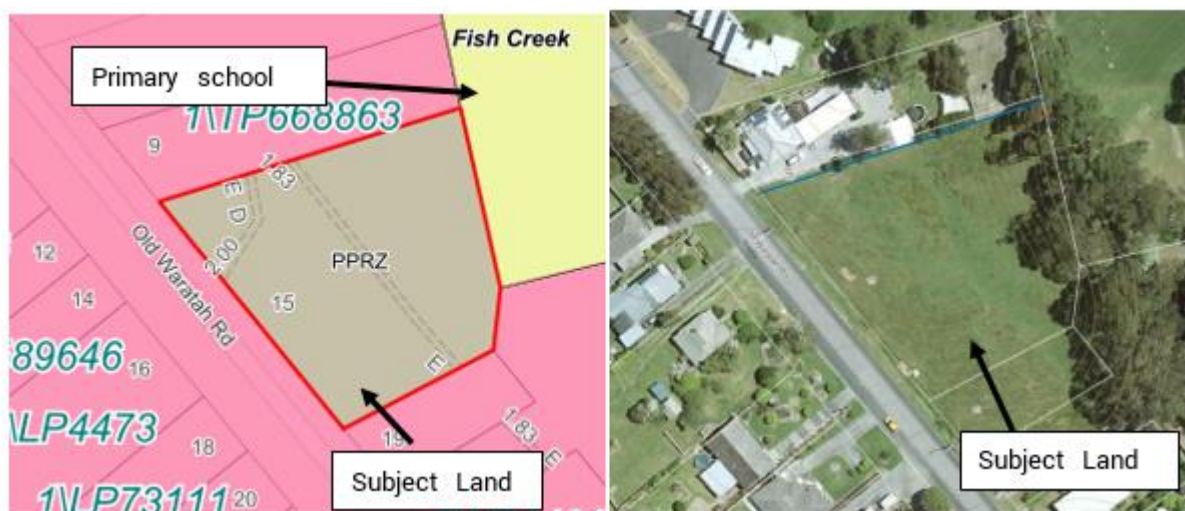 Fish Creek
Primary school
1\TP668863
9
1.83
E
D
2.00
12
PPRZ
Old Waratah Rd
14
15
89646
16
E
\LP4473
19
1.83 E
18
Subject Land
1\LP73111
20
Subject Land